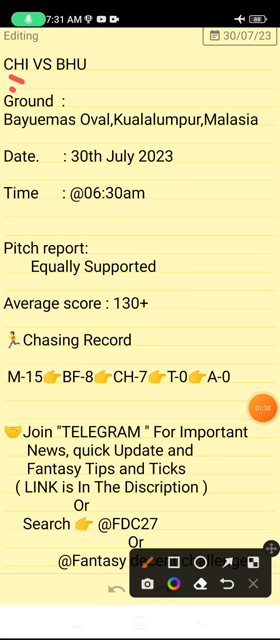 7:31 AM
88
Editing
30/07/23
CHI VS BHU
Ground :
Bayuemas Oval,Kualalumpur,Malasia
Date. : 30th July 2023
Time : @06:30am
Pitch report:
Equally Supported
Average score : 130+
🏃Chasing Record
M-15👉BF-8👉CH-7👉T-0👉A-0
01:38
🤝Join "TELEGRAM " For Important
News, quick Update and
Fantasy Tips and Ticks
( LINK is In The Discription )
Or
Search 👉 @FDC27
Or
@Fantasy